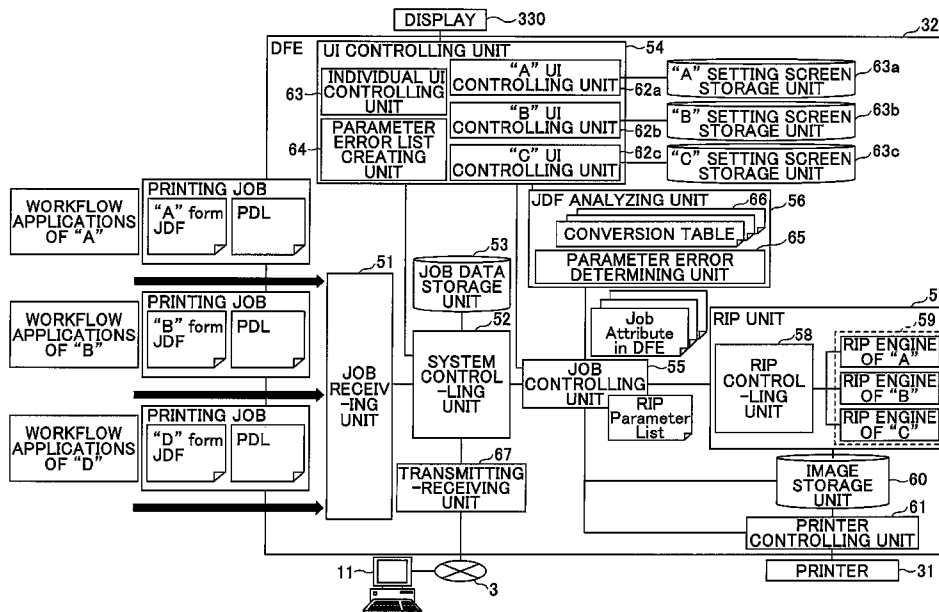 DISPLAY
330
32
DFE
UI CONTROLLING UNIT
54
63
INDIVIDUAL UI
CONTROLLING
UNIT
64
PARAMETER
ERROR LIST
CREATING
UNIT
"A" UI
CONTROLLING
UNIT
62a
"B" UI
CONTROLLING
UNIT
62b
"C" UI
CONTROLLING
UNIT
62c
"A" SETTING SCREEN
STORAGE UNIT
63a
"B" SETTING SCREEN
STORAGE UNIT
63b
"C" SETTING SCREEN
STORAGE UNIT
63c
JDF ANALYZING UNIT
66
56
CONVERSION TABLE
65
PARAMETER ERROR
DETERMINING UNIT
WORKFLOW
APPLICATIONS
OF "A"
PRINTING JOB
"A" form
JDF
PDL
WORKFLOW
APPLICATIONS
OF "B"
PRINTING JOB
"B" form
JDF
PDL
WORKFLOW
APPLICATIONS
OF "D"
PRINTING JOB
"D" form
JDF
PDL
51
JOB
RECEIV-
-ING
UNIT
53
JOB DATA
STORAGE
UNIT
52
SYSTEM
CONTROL
-LING
UNIT
Job
Attribute
in DFE
55
JOB
CONTROLLING
UNIT
RIP
Parameter
List
5
RIP UNIT
58
RIP
CONTROL
-LING
UNIT
59
RIP ENGINE
OF "A"
RIP ENGINE
OF "B"
RIP ENGINE
OF "C"
67
TRANSMITTING
-RECEIVING
UNIT
IMAGE
STORAGE
UNIT
60
61
PRINTER
CONTROLLING UNIT
11
3
PRINTER
31